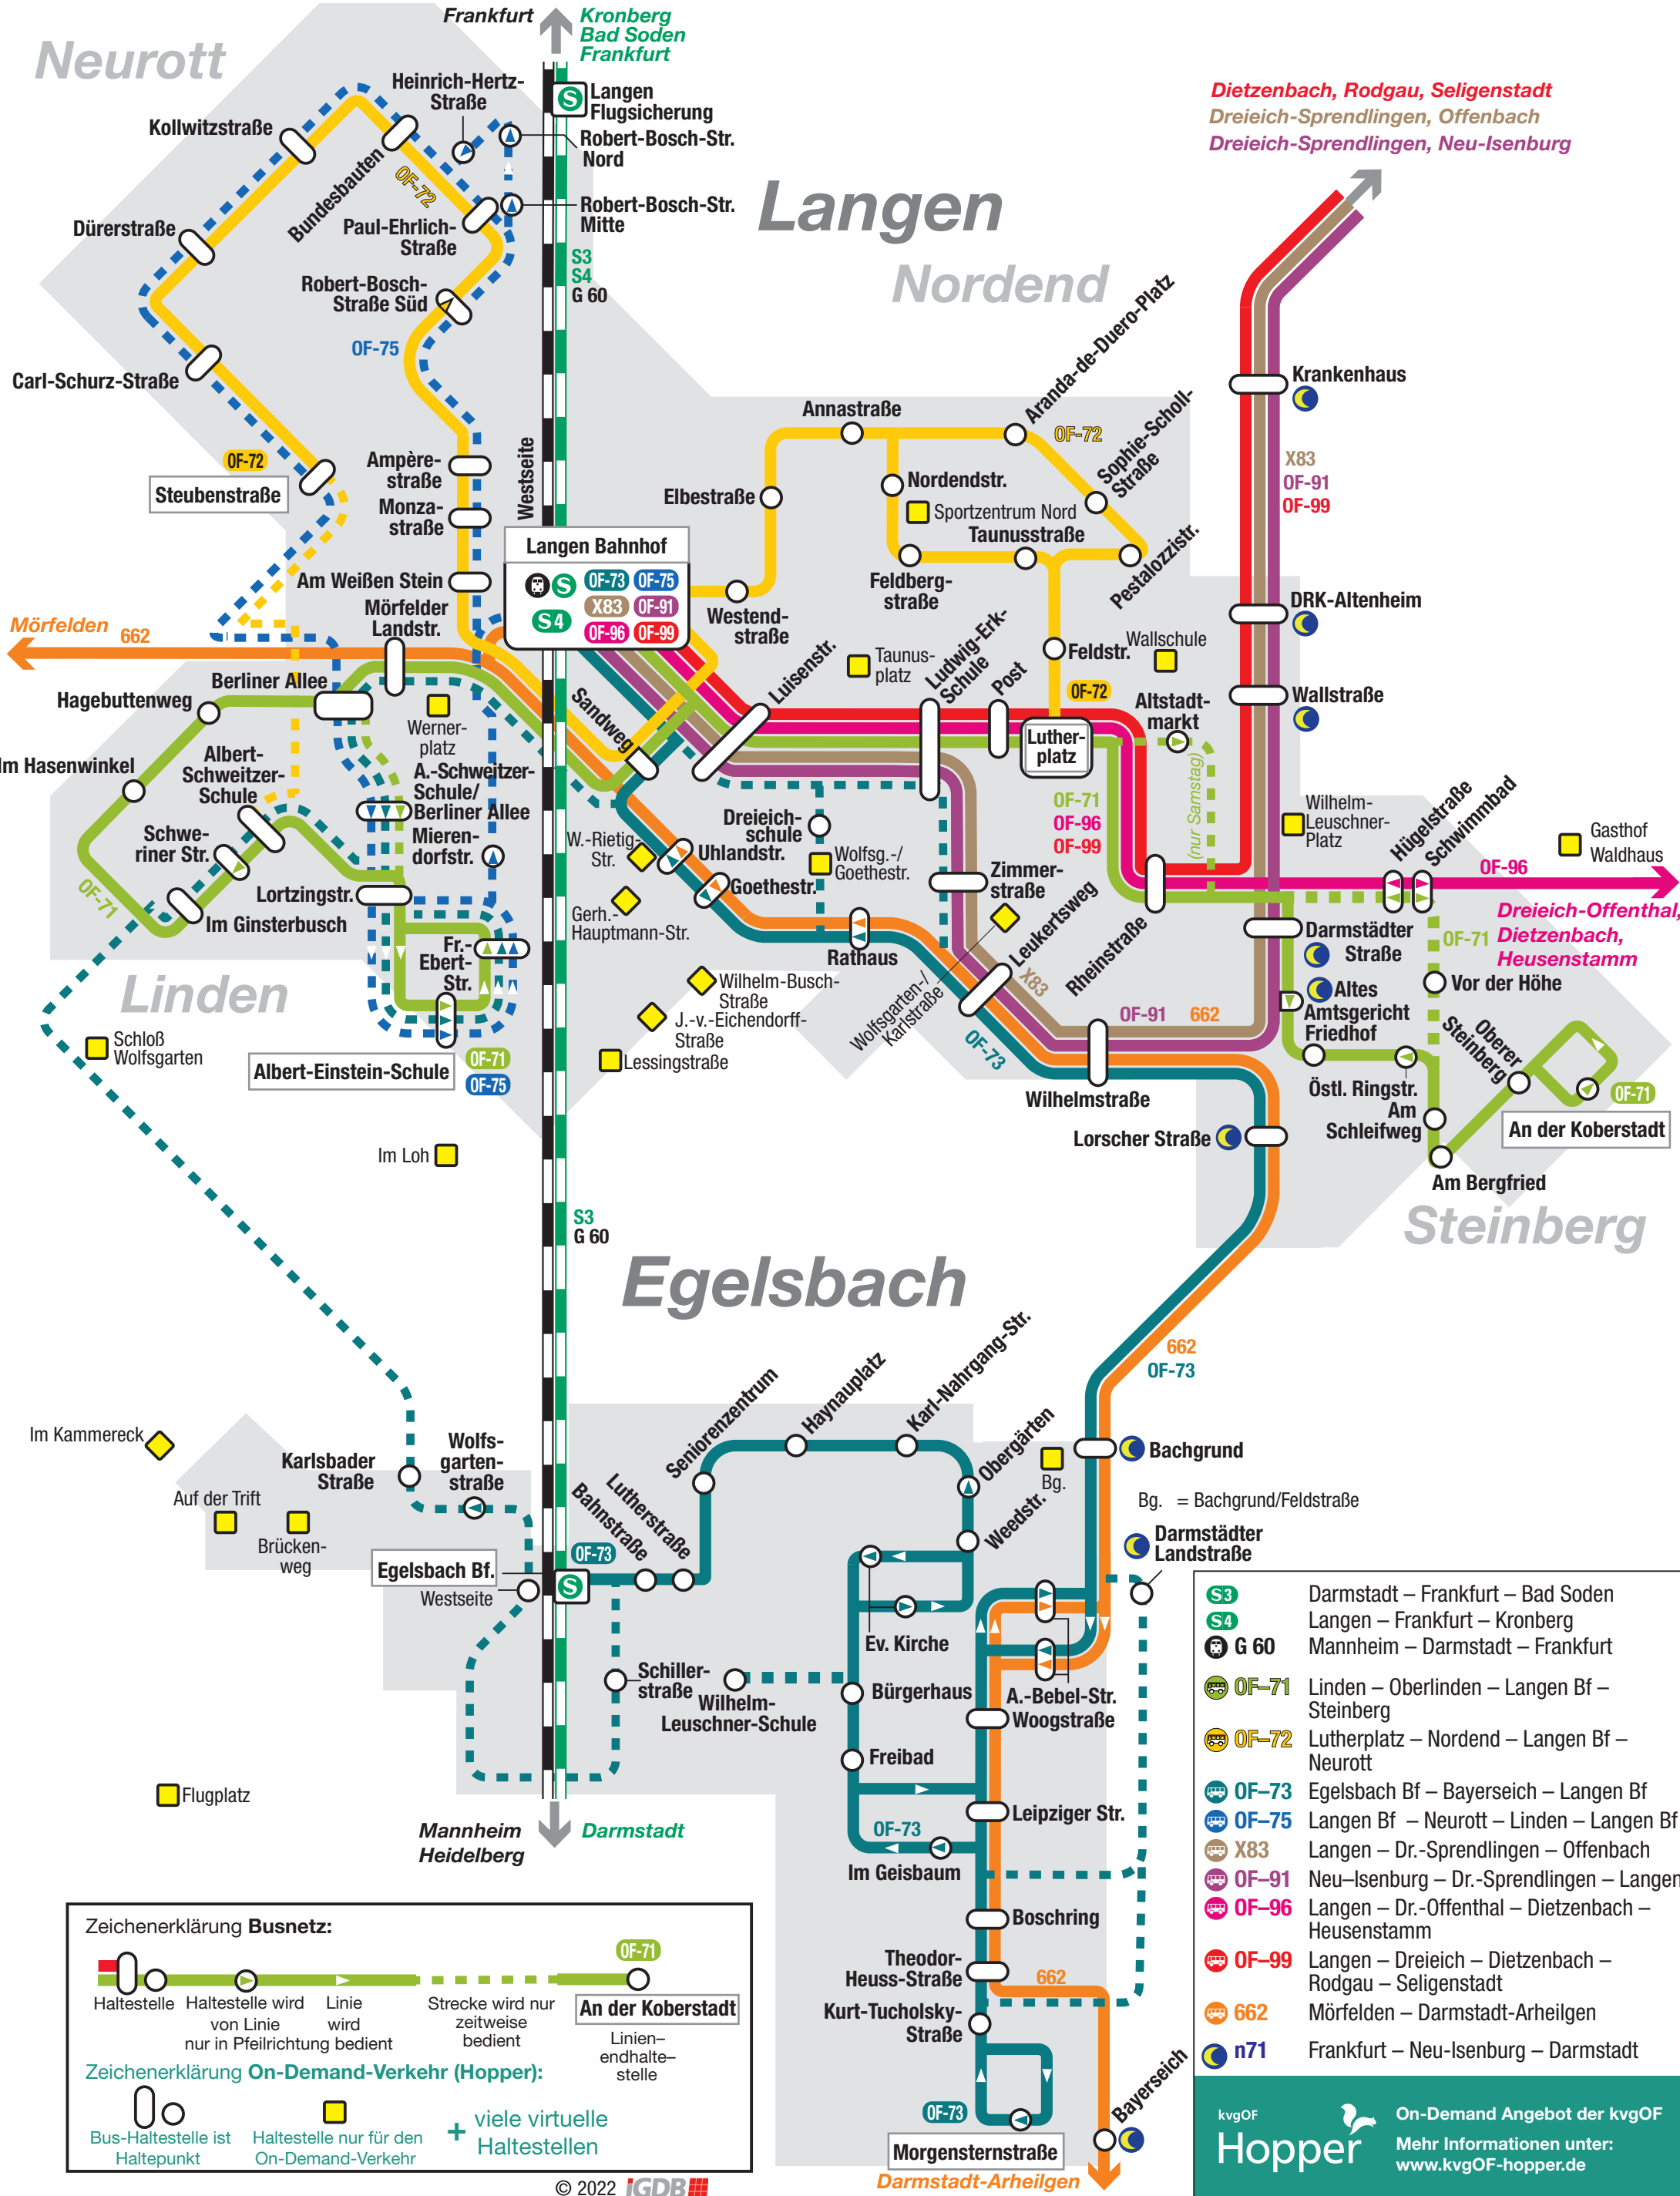 Frankfurt
Kronberg
Bad Soden
Frankfurt
Neurott
Heinrich-Hertz-
Straße
Langen
Flugsicherung
Kollwitzstraße
Robert-Bosch-Str.
Nord
Bundesbauten
OF-72
Robert-Bosch-Str.
Mitte
Dürerstraße
Paul-Ehrlich-
Straße
Robert-Bosch-
Straße Süd
S3
S4
G 60
OF-75
Carl-Schurz-Straße
Langen
Nordend
Dietzenbach, Rodgau, Seligenstadt
Dreieich-Sprendlingen, Offenbach
Dreieich-Sprendlingen, Neu-Isenburg
Krankenhaus
X83
OF-91
OF-99
DRK-Altenheim
Wallstraße
Annastraße
Aranda-de-Duero-Platz
OF-72
Sophie-Scholl-
Straße
Elbestraße
Nordendstr.
Sportzentrum Nord
Taunusstraße
Feldberg-
straße
Pestalozzistr.
Westend-
straße
Feldstr.
Wallschule
OF-72
Luther-
platz
Altstadt-
markt
OF-72
Steubenstraße
Ampère-
straße
Monza-
straße
Westseite
Langen Bahnhof
S
OF-73 OF-75
X83 OF-91
S4
OF-96 OF-99
Am Weißen Stein
Mörfelder
Landstr.
Mörfelden
662
Berliner Allee
Hagebuttenweg
Werner-
platz
Im Hasenwinkel
Albert-
Schweitzer-
Schule
A.-Schweitzer-
Schule/
Berliner Allee
Schwe-
riner Str.
Mieren-
dorfstr.
OF-71
Lortzingstr.
Im Ginsterbusch
Fr.-
Ebert-
Str.
Linden
Schloß
Wolfsgarten
Albert-Einstein-Schule
OF-71
OF-75
Im Loh
Sandweg
Luisenstr.
Taunus-
platz
Ludwig-Erk-
Schule
Post
Dreieich-
schule
Wolfsg.-/
Goethestr.
W.-Rietig-
Str.
Uhlandstr.
Goethestr.
Gerh.-
Hauptmann-Str.
Rathaus
Zimmer-
straße
Wolfsgarten-/
Karlstraße
Leukertsweg
X83
Wilhelm-Busch-
Straße
J.-v.-Eichendorff-
Straße
Lessingstraße
OF-73
OF-71
OF-96
OF-99
Rheinstraße
(nur Samstag)
Wilhelm-
Leuschner-
Platz
Hügelstraße
Schwimmbad
Gasthof
Waldhaus
OF-96
Dreieich-Offenthal,
Dietzenbach,
Heusenstamm
Darmstädter
Straße
OF-71
Altes
Amtsgericht
Friedhof
Vor der Höhe
OF-91
662
Wilhelmstraße
Lorscher Straße
Östl. Ringstr.
Am
Schleifweg
Oberer
Steinberg
OF-71
An der Koberstadt
Am Bergfried
Steinberg
S3
G 60
Egelsbach
662
OF-73
Im Kammereck
Auf der Trift
Brücken-
weg
Karlsbader
Straße
Wolfs-
garten-
straße
Egelsbach Bf.
Westseite
OF-73
S
Bahnstraße
Lutherstraße
Seniorenzentrum
Haynauplatz
Karl-Nahrgang-Str.
Obergärten
Weedstr.
Bg.
Bachgrund
Bg. = Bachgrund/Feldstraße
Darmstädter
Landstraße
Ev. Kirche
Schiller-
straße
Wilhelm-
Leuschner-Schule
Bürgerhaus
A.-Bebel-Str.
Woogstraße
Freibad
Flugplatz
Leipziger Str.
OF-73
Im Geisbaum
Mannheim
Heidelberg
Darmstadt
Boschring
Theodor-
Heuss-Straße
662
Kurt-Tucholsky-
Straße
OF-73
Morgensternstraße
Bayerseich
Darmstadt-Arheilgen
S3 Darmstadt – Frankfurt – Bad Soden
S4 Langen – Frankfurt – Kronberg
G 60 Mannheim – Darmstadt – Frankfurt
OF–71 Linden – Oberlinden – Langen Bf –
Steinberg
OF–72 Lutherplatz – Nordend – Langen Bf –
Neurott
OF–73 Egelsbach Bf – Bayerseich – Langen Bf
OF–75 Langen Bf – Neurott – Linden – Langen Bf
X83 Langen – Dr.-Sprendlingen – Offenbach
OF–91 Neu–Isenburg – Dr.-Sprendlingen – Langen
OF–96 Langen – Dr.-Offenthal – Dietzenbach –
Heusenstamm
OF–99 Langen – Dreieich – Dietzenbach –
Rodgau – Seligenstadt
662 Mörfelden – Darmstadt-Arheilgen
n71 Frankfurt – Neu-Isenburg – Darmstadt
kvgOF
Hopper
On-Demand Angebot der kvgOF
Mehr Informationen unter:
www.kvgOF-hopper.de
Zeichenerklärung Busnetz:
OF-71
Haltestelle
Haltestelle wird
von Linie
nur in Pfeilrichtung bedient
Linie
wird
Strecke wird nur
zeitweise
bedient
An der Koberstadt
Linien–
endhalte–
stelle
Zeichenerklärung On-Demand-Verkehr (Hopper):
Bus-Haltestelle ist
Haltepunkt
Haltestelle nur für den
On-Demand-Verkehr
+ viele virtuelle
Haltestellen
© 2022 iGDB